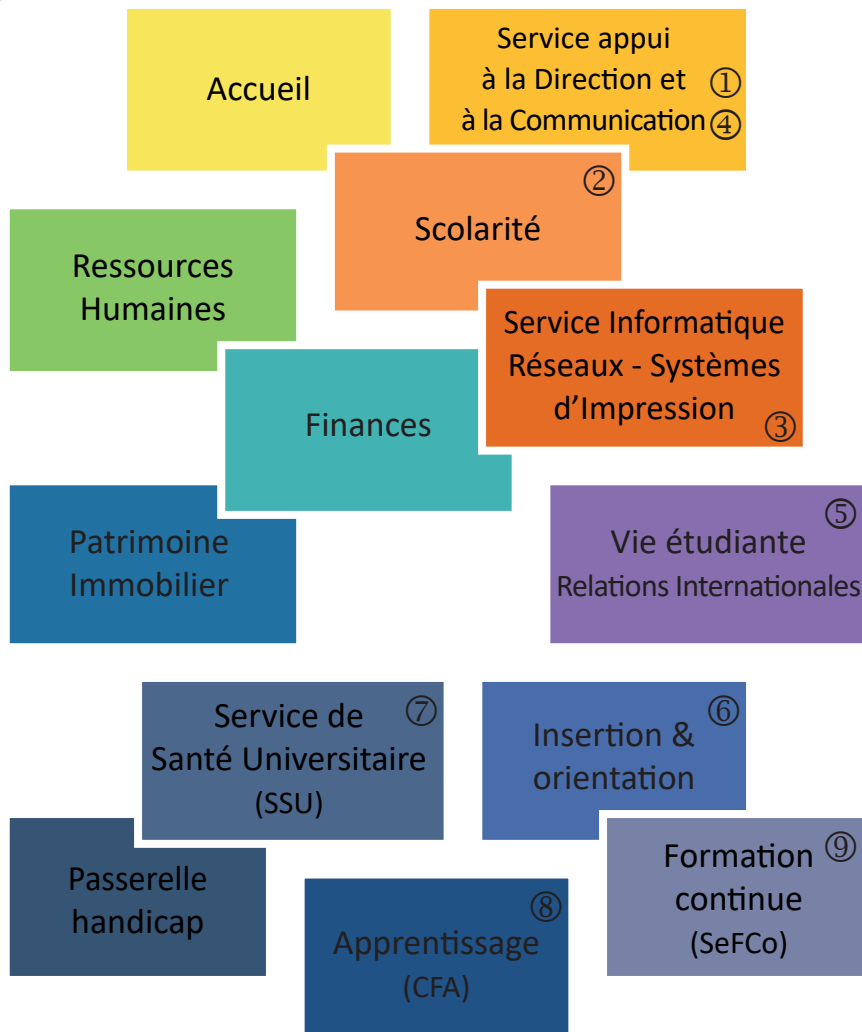 Accueil
Service appui
à la Direction et ①
à la Communication ④
②
Scolarité
Ressources
Humaines
Service Informatique
Réseaux - Systèmes
d’Impression ③
Finances
Patrimoine
Immobilier
⑤
Vie étudiante
Relations Internationales
Service de ⑦
Santé Universitaire
(SSU)
⑥
Insertion &
orientation
Passerelle
handicap
⑧
Apprentissage
(CFA)
Formation ⑨
continue
(SeFCo)